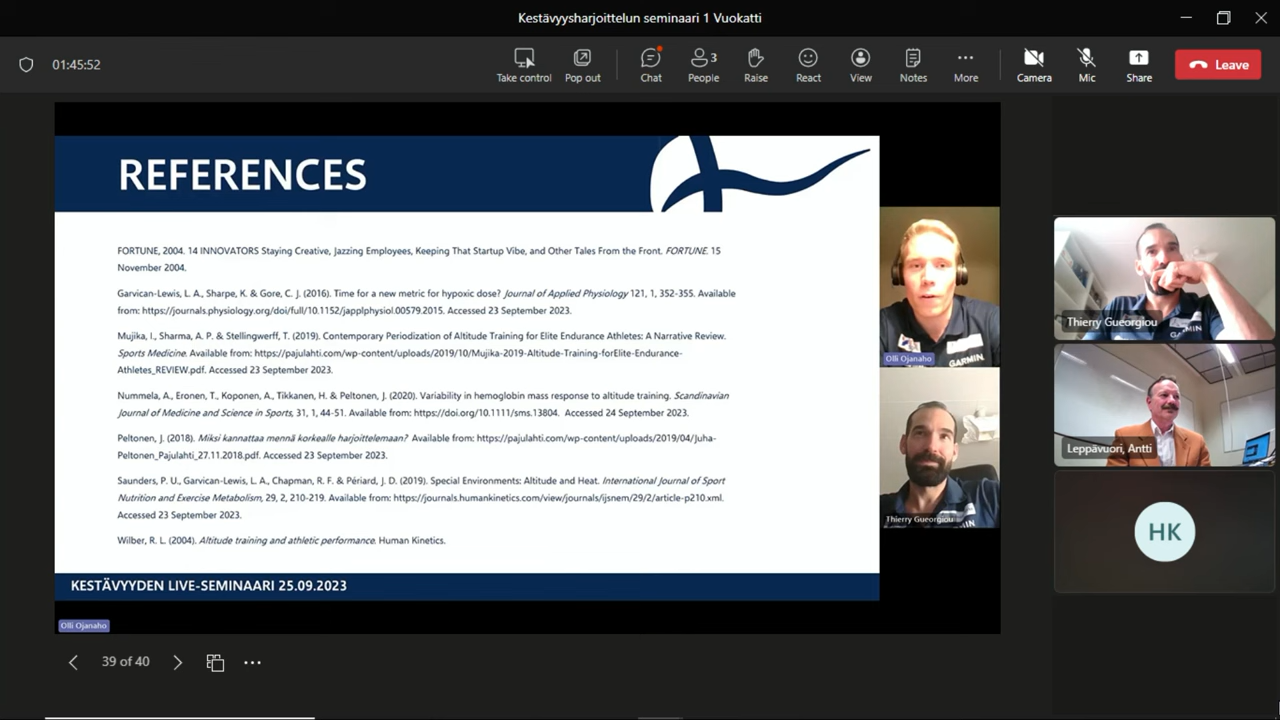 Kestävyysharjoittelun seminaari 1 Vuokatti
01:45:52
Take control
Pop out
Chat
3
People
Raise
React
View
Notes
More
Camera
Mic
Share
Leave
REFERENCES
FORTUNE, 2004. 14 INNOVATORS Staying Creative, Jazzing Employees, Keeping That Startup Vibe, and Other Tales From the Front. FORTUNE. 15
November 2004.
Garvican-Lewis, L. A., Sharpe, K. & Gore, C. J. (2016). Time for a new metric for hypoxic dose? Journal of Applied Physiology 121, 1, 352-355. Available
from: https://journals.physiology.org/doi/full/10.1152/japplphysiol.00579.2015. Accessed 23 September 2023.
Mujika, I., Sharma, A. P. & Stellingwerff, T. (2019). Contemporary Periodization of Altitude Training for Elite Endurance Athletes: A Narrative Review.
Sports Medicine. Available from: https://pajulahti.com/wp-content/uploads/2019/10/Mujika-2019-Altitude-Training-forElite-Endurance-
Athletes_REVIEW.pdf. Accessed 23 September 2023.
Nummela, A., Eronen, T., Koponen, A., Tikkanen, H. & Peltonen, J. (2020). Variability in hemoglobin mass response to altitude training. Scandinavian
Journal of Medicine and Science in Sports, 31, 1, 44-51. Available from: https://doi.org/10.1111/sms.13804. Accessed 24 September 2023.
Peltonen, J. (2018). Miksi kannattaa mennä korkealle harjoittelemaan? Available from: https://pajulahti.com/wp-content/uploads/2019/04/Juha-
Peltonen_Pajulahti_27.11.2018.pdf. Accessed 23 September 2023.
Saunders, P. U., Garvican-Lewis, L. A., Chapman, R. F. & Périard, J. D. (2019). Special Environments: Altitude and Heat. International Journal of Sport
Nutrition and Exercise Metabolism, 29, 2, 210-219. Available from: https://journals.humankinetics.com/view/journals/ijsnem/29/2/article-p210.xml.
Accessed 23 September 2023.
Wilber, R. L. (2004). Altitude training and athletic performance. Human Kinetics.
KESTÄVYYDEN LIVE-SEMINAARI 25.09.2023
Olli Ojanaho
GARMIN
Olli Ojanaho
Thierry Gueorgiou
Thierry Gueorgiou
GARMIN
Leppävuori, Antti
HK
39 of 40